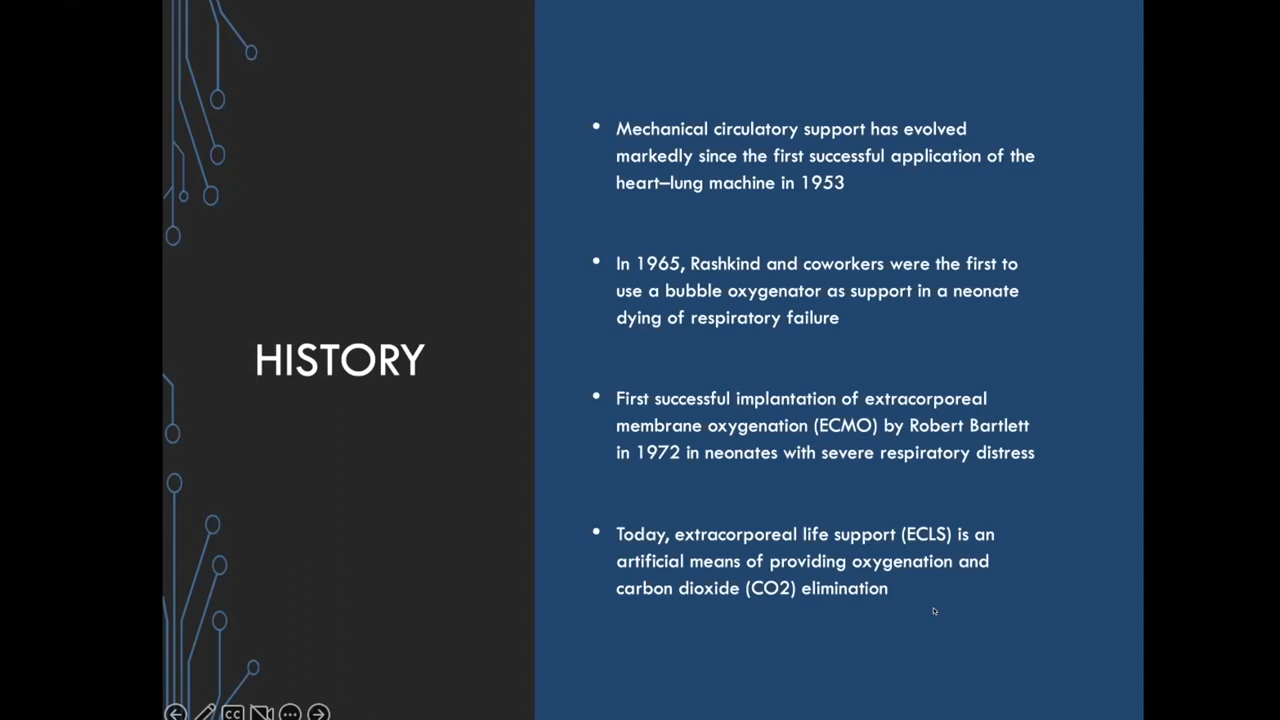 HISTORY
• Mechanical circulatory support has evolved
markedly since the first successful application of the
heart–lung machine in 1953
• In 1965, Rashkind and coworkers were the first to
use a bubble oxygenator as support in a neonate
dying of respiratory failure
• First successful implantation of extracorporeal
membrane oxygenation (ECMO) by Robert Bartlett
in 1972 in neonates with severe respiratory distress
• Today, extracorporeal life support (ECLS) is an
artificial means of providing oxygenation and
carbon dioxide (CO2) elimination
CC